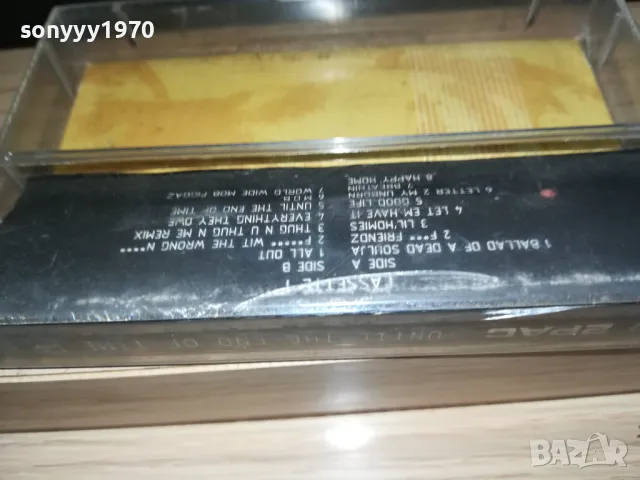 sonyyy1970
2PAC UNTIL THE END OF TIME
CASSETTE 1
SIDE A
1 BALLAD OF A DEAD SOULJA
2 F*** FRIENDZ
3 LIL'HOMIES
4 LET EM HAVE IT
5 GOOD LIFE
6 LETTER 2 MY UNBORN
7 BREATHIN
8 HAPPY HOME
SIDE B
1 ALL OUT
2 F***** WIT THE WRONG N****
3 THUG N U THUG N ME REMIX
4 EVERYTHING THEY OWE
5 UNTIL THE END OF TIME
6 M.O.B
7 WORLD WIDE MOB FIGGAZ
BAZAR
bg